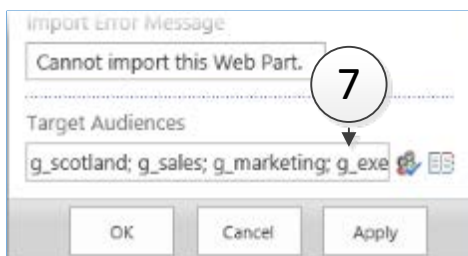 Import Error Message
Cannot import this Web Part.
7
Target Audiences
g_scotland; g_sales; g_marketing; g_exe
OK Cancel Apply